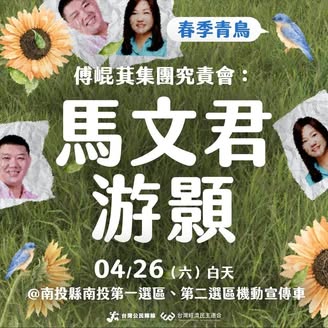 春季青鳥
傅崐萁集團究責會：
馬文君
游顥
04/26（六）白天
@南投縣南投第一選區、第二選區機動宣傳車
台灣公民陣線
台灣經濟民主連合